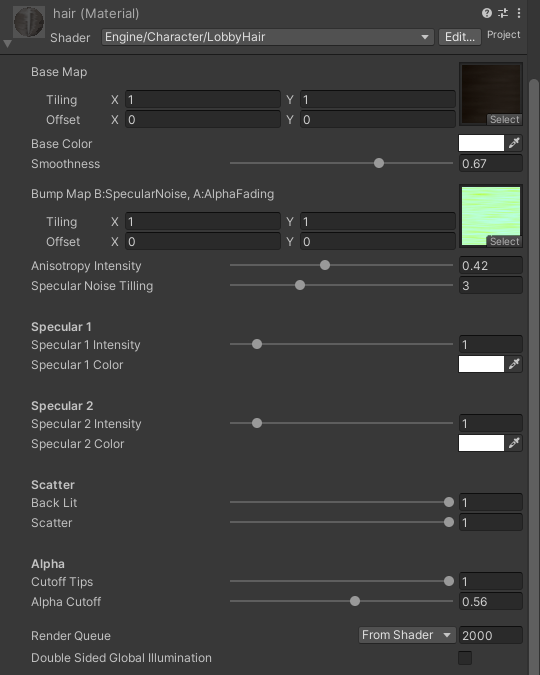 hair (Material)
Shader Engine/Character/LobbyHair Edit... Project
Base Map
Tiling X 1 Y 1
Offset X 0 Y 0
Select
Base Color
Smoothness 0.67
Bump Map B:SpecularNoise, A:AlphaFading
Tiling X 1 Y 1
Offset X 0 Y 0
Select
Anisotropy Intensity 0.42
Specular Noise Tilling 3
Specular 1
Specular 1 Intensity 1
Specular 1 Color
Specular 2
Specular 2 Intensity 1
Specular 2 Color
Scatter
Back Lit 1
Scatter 1
Alpha
Cutoff Tips 1
Alpha Cutoff 0.56
Render Queue From Shader 2000
Double Sided Global Illumination